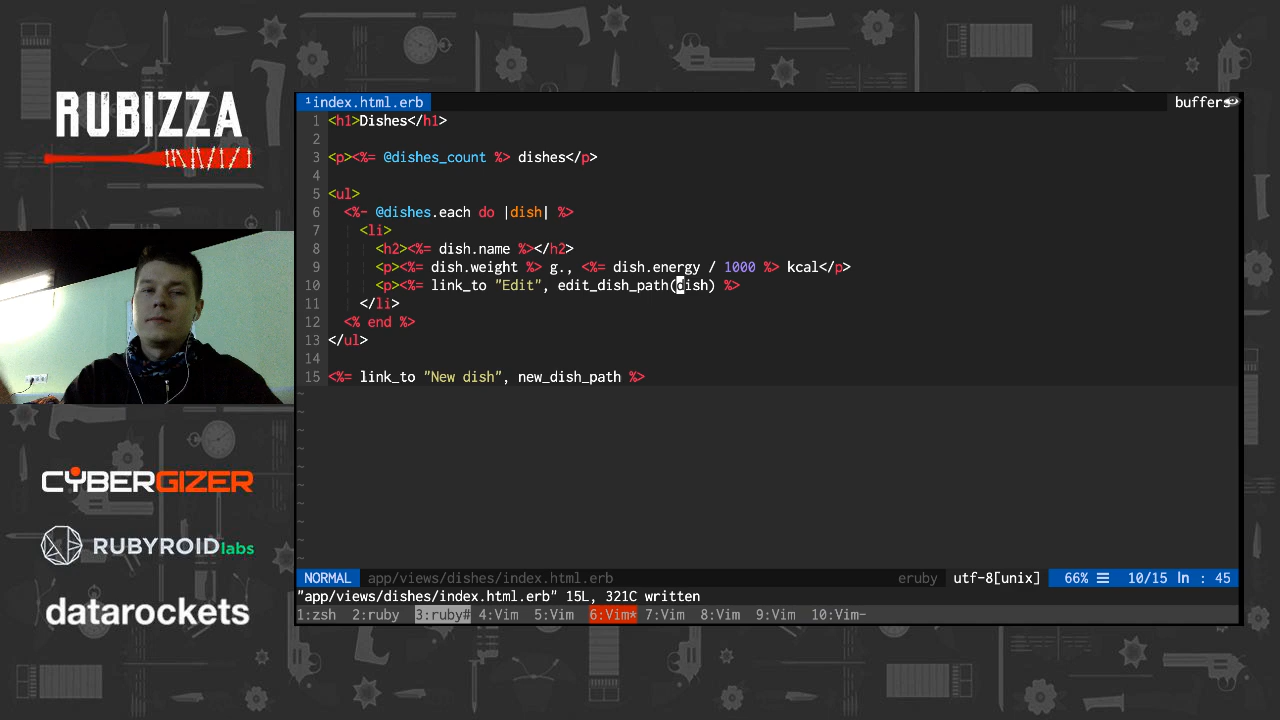 RUBIZZA
CYBERGIZER
RUBYROID labs
datarockets
¹index.html.erb buffers
1 <h1>Dishes</h1>
2
3 <p><%= @dishes_count %> dishes</p>
4
5 <ul>
6 <%- @dishes.each do |dish| %>
7 <li>
8 <h2><%= dish.name %></h2>
9 <p><%= dish.weight %> g., <%= dish.energy / 1000 %> kcal</p>
10 <p><%= link_to "Edit", edit_dish_path(dish) %>
11 </li>
12 <% end %>
13 </ul>
14
15 <%= link_to "New dish", new_dish_path %>
~
~
~
~
~
~
~
~
~
~
NORMAL app/views/dishes/index.html.erb eruby utf-8[unix] 66% ☰ 10/15 ln : 45
"app/views/dishes/index.html.erb" 15L, 321C written
1:zsh 2:ruby 3:ruby# 4:Vim 5:Vim 6:Vim* 7:Vim 8:Vim 9:Vim 10:Vim-